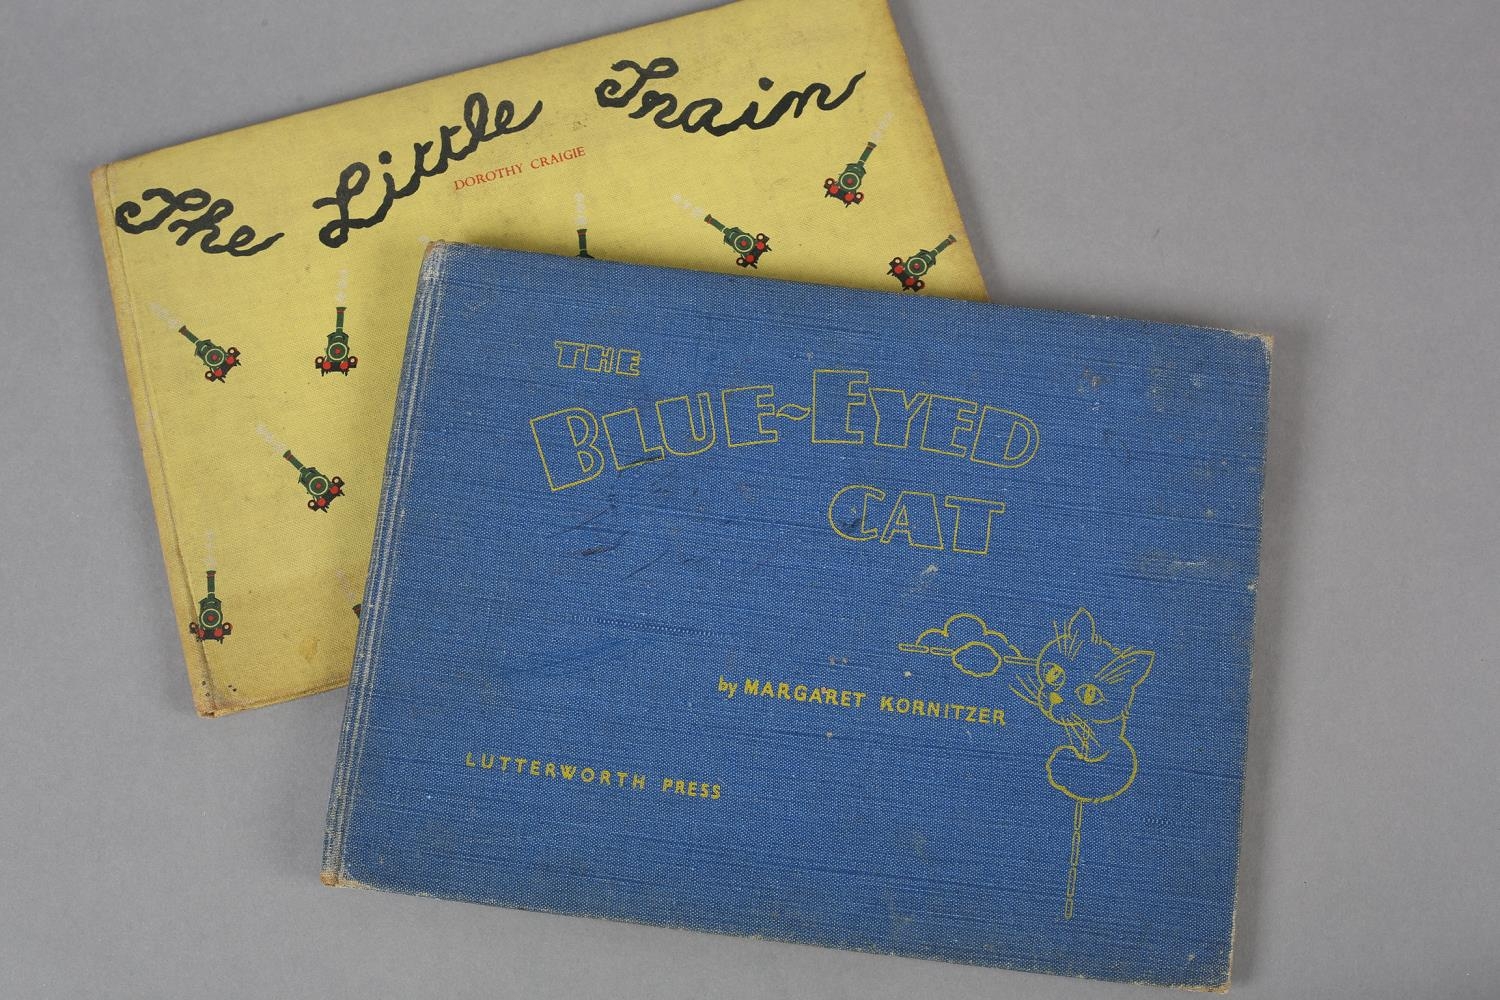 The Little Train
DOROTHY CRAIGIE
THE
BLUE~EYED
CAT
by MARGARET KORNITZER
LUTTERWORTH PRESS